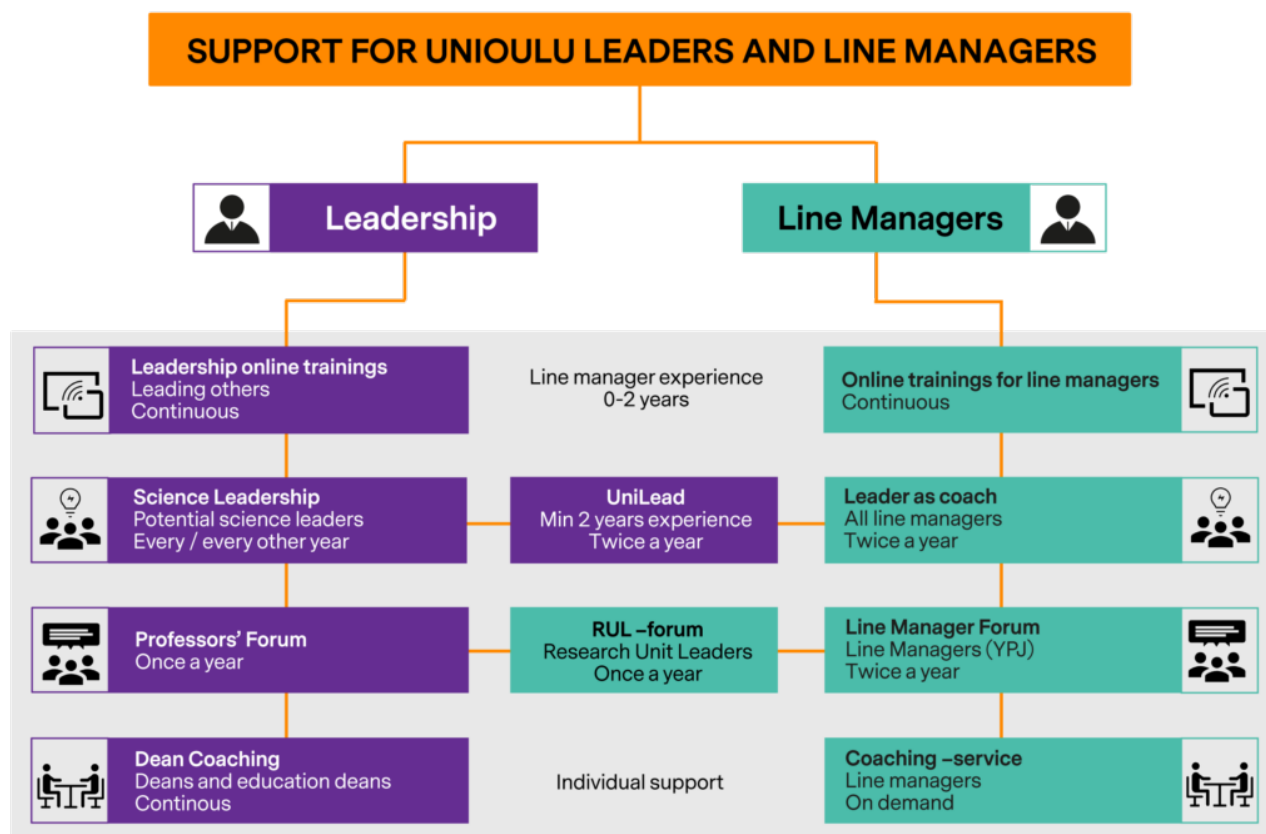 SUPPORT FOR UNIOULU LEADERS AND LINE MANAGERS
Leadership
Line Managers
Leadership online trainings
Leading others
Continuous
Line manager experience
0-2 years
Online trainings for line managers
Continuous
Science Leadership
Potential science leaders
Every / every other year
UniLead
Min 2 years experience
Twice a year
Leader as coach
All line managers
Twice a year
Professors’ Forum
Once a year
RUL –forum
Research Unit Leaders
Once a year
Line Manager Forum
Line Managers (YPJ)
Twice a year
Dean Coaching
Deans and education deans
Continous
Individual support
Coaching –service
Line managers
On demand